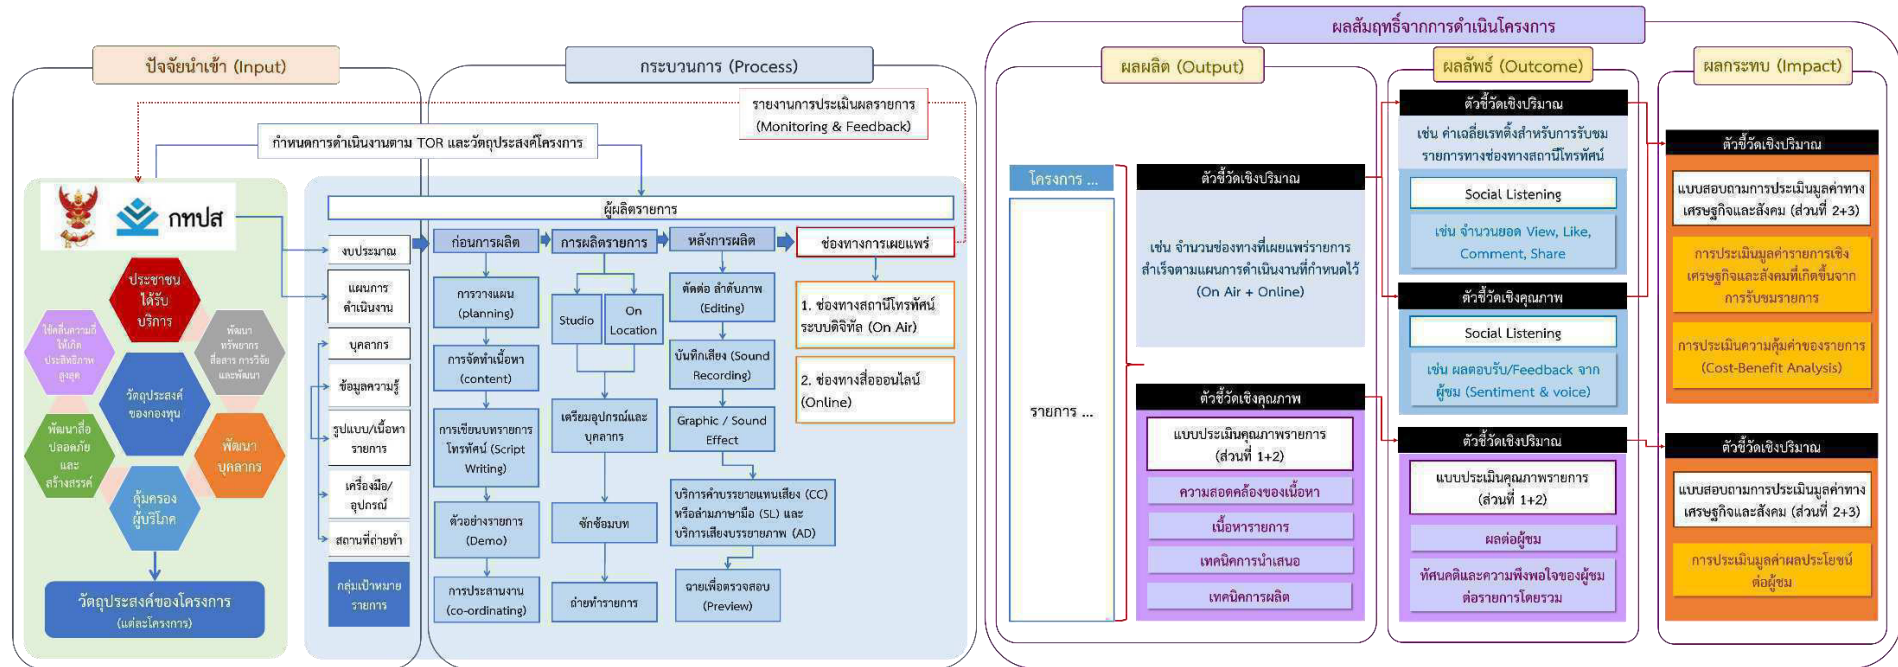 ผลสัมฤทธิ์จากการดำเนินโครงการ
ปัจจัยนำเข้า (Input)
กระบวนการ (Process)
ผลผลิต (Output)
ผลลัพธ์ (Outcome)
ผลกระทบ (Impact)
รายงานการประเมินผลรายการ
(Monitoring & Feedback)
กำหนดการดำเนินงานตาม TOR และวัตถุประสงค์โครงการ
กทปส
ประชาชน
ได้รับ
บริการ
ใช้คลื่นความถี่
ให้เกิด
ประสิทธิภาพ
สูงสุด
พัฒนา
ทรัพยากร
สื่อสาร การวิจัย
และพัฒนา
วัตถุประสงค์
ของกองทุน
พัฒนาสื่อ
ปลอดภัย
และ
สร้างสรรค์
พัฒนา
บุคลากร
คุ้มครอง
ผู้บริโภค
วัตถุประสงค์ของโครงการ
(แต่ละโครงการ)
ผู้ผลิตรายการ
งบประมาณ
แผนการ
ดำเนินงาน
บุคลากร
ข้อมูลความรู้
รูปแบบ/เนื้อหา
รายการ
เครื่องมือ/
อุปกรณ์
สถานที่ถ่ายทำ
กลุ่มเป้าหมาย
รายการ
ก่อนการผลิต
การวางแผน
(planning)
การจัดทำเนื้อหา
(content)
การเขียนบทรายการ
โทรทัศน์ (Script
Writing)
ตัวอย่างรายการ
(Demo)
การประสานงาน
(co-ordinating)
การผลิตรายการ
Studio
On
Location
เตรียมอุปกรณ์และ
บุคลากร
ซักซ้อมบท
ถ่ายทำรายการ
หลังการผลิต
ตัดต่อ ลำดับภาพ
(Editing)
บันทึกเสียง (Sound
Recording)
Graphic / Sound
Effect
บริการคำบรรยายแทนเสียง (CC)
หรือล่ามภาษามือ (SL) และ
บริการเสียงบรรยายภาพ (AD)
ฉายเพื่อตรวจสอบ
(Preview)
ช่องทางการเผยแพร่
1. ช่องทางสถานีโทรทัศน์
ระบบดิจิทัล (On Air)
2. ช่องทางสื่อออนไลน์
(Online)
โครงการ ...
รายการ ...
ตัวชี้วัดเชิงปริมาณ
เช่น จำนวนช่องทางที่เผยแพร่รายการ
สำเร็จตามแผนการดำเนินงานที่กำหนดไว้
(On Air + Online)
ตัวชี้วัดเชิงคุณภาพ
แบบประเมินคุณภาพรายการ
(ส่วนที่ 1+2)
ความสอดคล้องของเนื้อหา
เนื้อหารายการ
เทคนิคการนำเสนอ
เทคนิคการผลิต
ตัวชี้วัดเชิงปริมาณ
เช่น ค่าเฉลี่ยเรทติ้งสำหรับการรับชม
รายการทางช่องทางสถานีโทรทัศน์
Social Listening
เช่น จำนวนยอด View, Like,
Comment, Share
ตัวชี้วัดเชิงคุณภาพ
Social Listening
เช่น ผลตอบรับ/Feedback จาก
ผู้ชม (Sentiment & voice)
ตัวชี้วัดเชิงปริมาณ
แบบประเมินคุณภาพรายการ
(ส่วนที่ 1+2)
ผลต่อผู้ชม
ทัศนคติและความพึงพอใจของผู้ชม
ต่อรายการโดยรวม
ตัวชี้วัดเชิงปริมาณ
แบบสอบถามการประเมินมูลค่าทาง
เศรษฐกิจและสังคม (ส่วนที่ 2+3)
การประเมินมูลค่ารายการเชิง
เศรษฐกิจและสังคมที่เกิดขึ้นจาก
การรับชมรายการ
การประเมินความคุ้มค่าของรายการ
(Cost-Benefit Analysis)
ตัวชี้วัดเชิงปริมาณ
แบบสอบถามการประเมินมูลค่าทาง
เศรษฐกิจและสังคม (ส่วนที่ 2+3)
การประเมินมูลค่าผลประโยชน์
ต่อผู้ชม